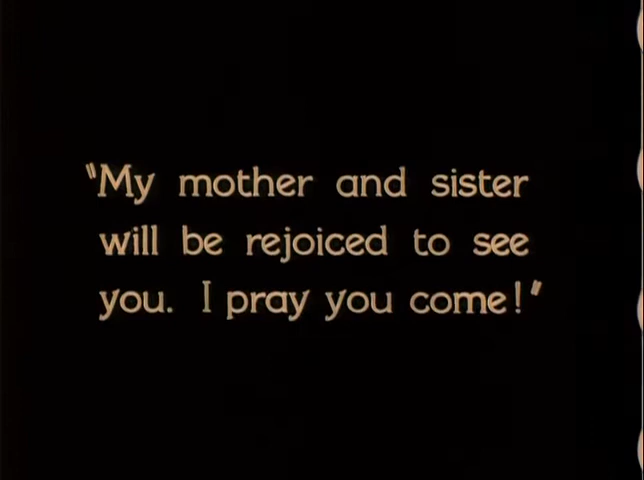 "My mother and sister
will be rejoiced to see
you. I pray you come!"